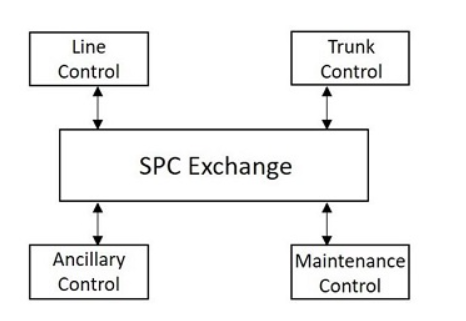 Line
Control
Trunk
Control
SPC Exchange
Ancillary
Control
Maintenance
Control